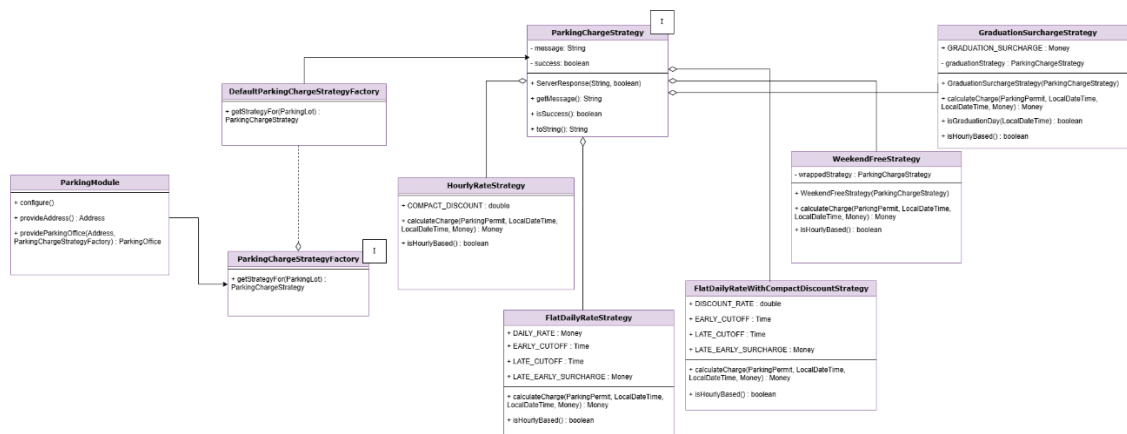 ParkingChargeStrategy
I
- message: String
- success: boolean
+ ServerResponse(String, boolean)
+ getMessage(): String
+ isSuccess(): boolean
+ toString(): String
GraduationSurchargeStrategy
+ GRADUATION_SURCHARGE : Money
- graduationStrategy : ParkingChargeStrategy
+ GraduationSurchargeStrategy(ParkingChargeStrategy)
+ calculateCharge(ParkingPermit, LocalDateTime,
LocalDateTime, Money) : Money
+ isGraduationDay(LocalDateTime) : boolean
+ isHourlyBased() : boolean
DefaultParkingChargeStrategyFactory
+ getStrategyFor(ParkingLot) :
ParkingChargeStrategy
WeekendFreeStrategy
- wrappedStrategy : ParkingChargeStrategy
+ WeekendFreeStrategy(ParkingChargeStrategy)
+ calculateCharge(ParkingPermit, LocalDateTime,
LocalDateTime, Money) : Money
+ isHourlyBased() : boolean
ParkingModule
+ configure()
+ provideAddress() : Address
+ provideParkingOffice(Address,
ParkingChargeStrategyFactory) : ParkingOffice
HourlyRateStrategy
+ COMPACT_DISCOUNT : double
+ calculateCharge(ParkingPermit, LocalDateTime,
LocalDateTime, Money) : Money
+ isHourlyBased() : boolean
ParkingChargeStrategyFactory
I
+ getStrategyFor(ParkingLot) :
ParkingChargeStrategy
FlatDailyRateWithCompactDiscountStrategy
+ DISCOUNT_RATE : double
+ EARLY_CUTOFF : Time
+ LATE_CUTOFF : Time
+ LATE_EARLY_SURCHARGE : Money
+ calculateCharge(ParkingPermit, LocalDateTime,
LocalDateTime, Money) : Money
+ isHourlyBased() : boolean
FlatDailyRateStrategy
+ DAILY_RATE : Money
+ EARLY_CUTOFF : Time
+ LATE_CUTOFF : Time
+ LATE_EARLY_SURCHARGE : Money
+ calculateCharge(ParkingPermit, LocalDateTime,
LocalDateTime, Money) : Money
+ isHourlyBased() : boolean